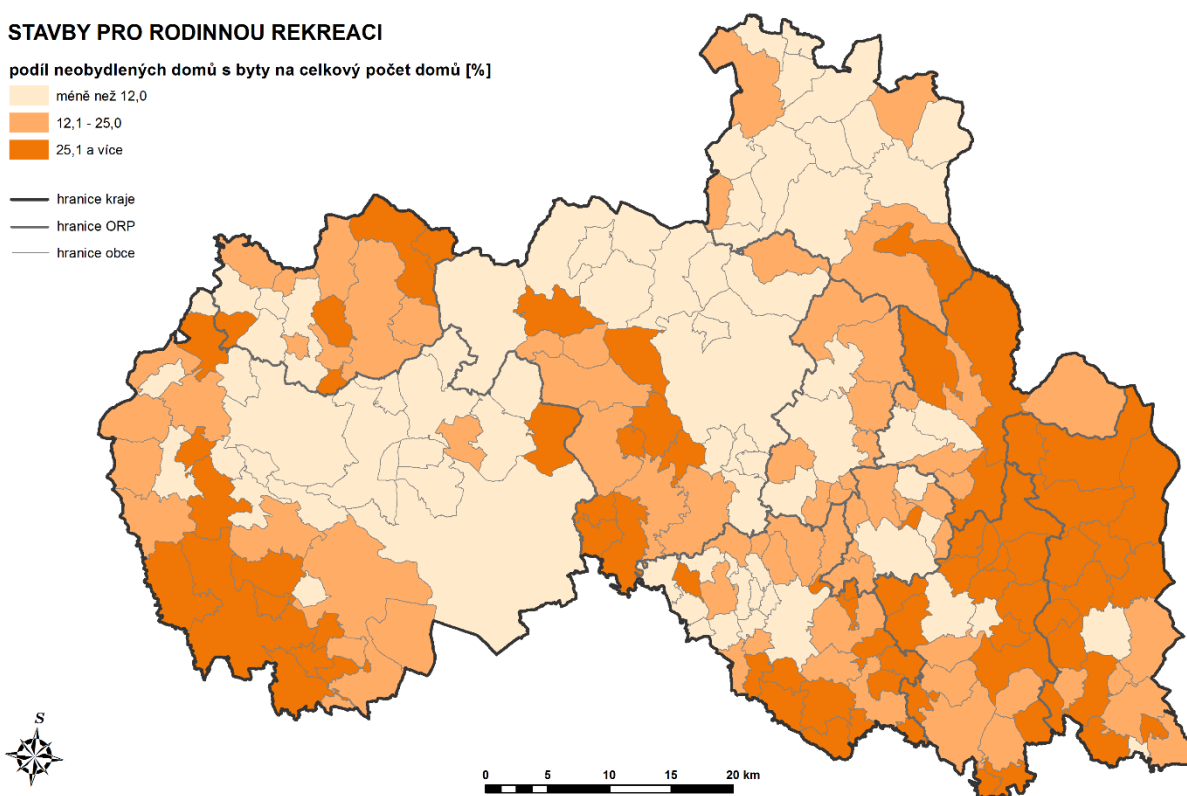 STAVBY PRO RODINNOU REKREACI
podíl neobydlených domů s byty na celkový počet domů [%]
méně než 12,0
12,1 - 25,0
25,1 a více
hranice kraje
hranice ORP
hranice obce
S
0 5 10 15 20 km